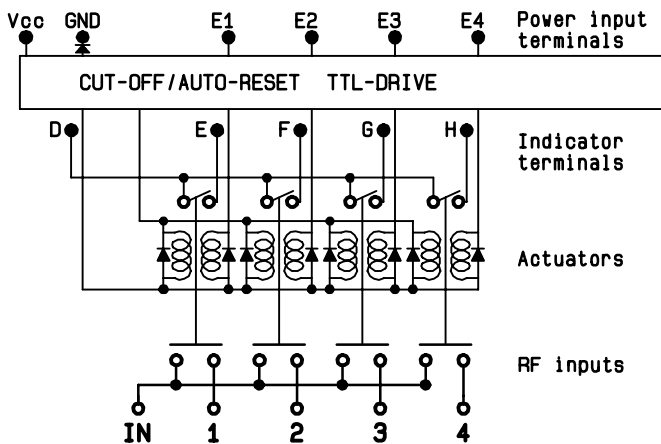 Vcc GND E1 E2 E3 E4 Power input
terminals
CUT-OFF/AUTO-RESET TTL-DRIVE
D E F G H Indicator
terminals
Actuators
RF inputs
IN 1 2 3 4